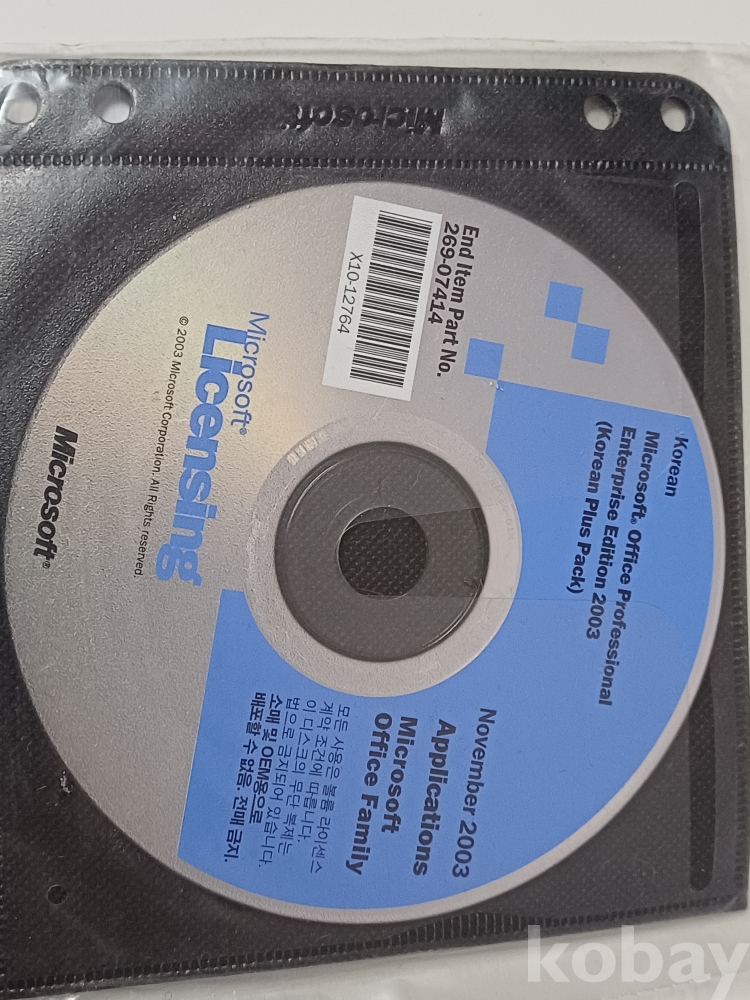 Microsoft
Korean
Microsoft® Office Professional
Enterprise Edition 2003
(Korean Plus Pack)
End Item Part No.
269-07414
X10-12764
November 2003
Applications
Microsoft
Office Family
모든 사용은 볼륨 라이센스
계약 조건에 따릅니다.
이 디스크의 무단 복제는
법으로 금지되어 있습니다.
소매 및 OEM용으로
배포할 수 없음. 전매 금지.
Microsoft®
Licensing
© 2003 Microsoft Corporation. All Rights reserved.
Microsoft®
kobay